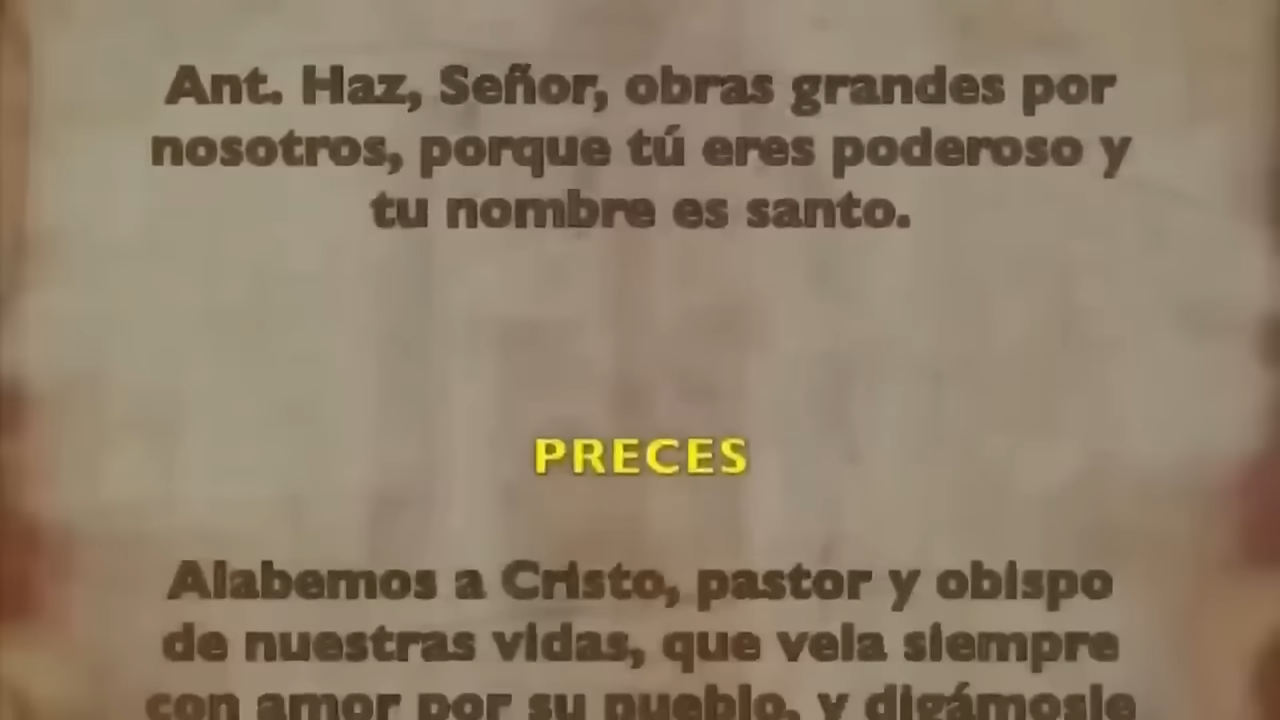 Ant. Haz, Señor, obras grandes por
nosotros, porque tú eres poderoso y
tu nombre es santo.
PRECES
Alabemos a Cristo, pastor y obispo
de nuestras vidas, que vela siempre
con amor por su pueblo, y digámosle